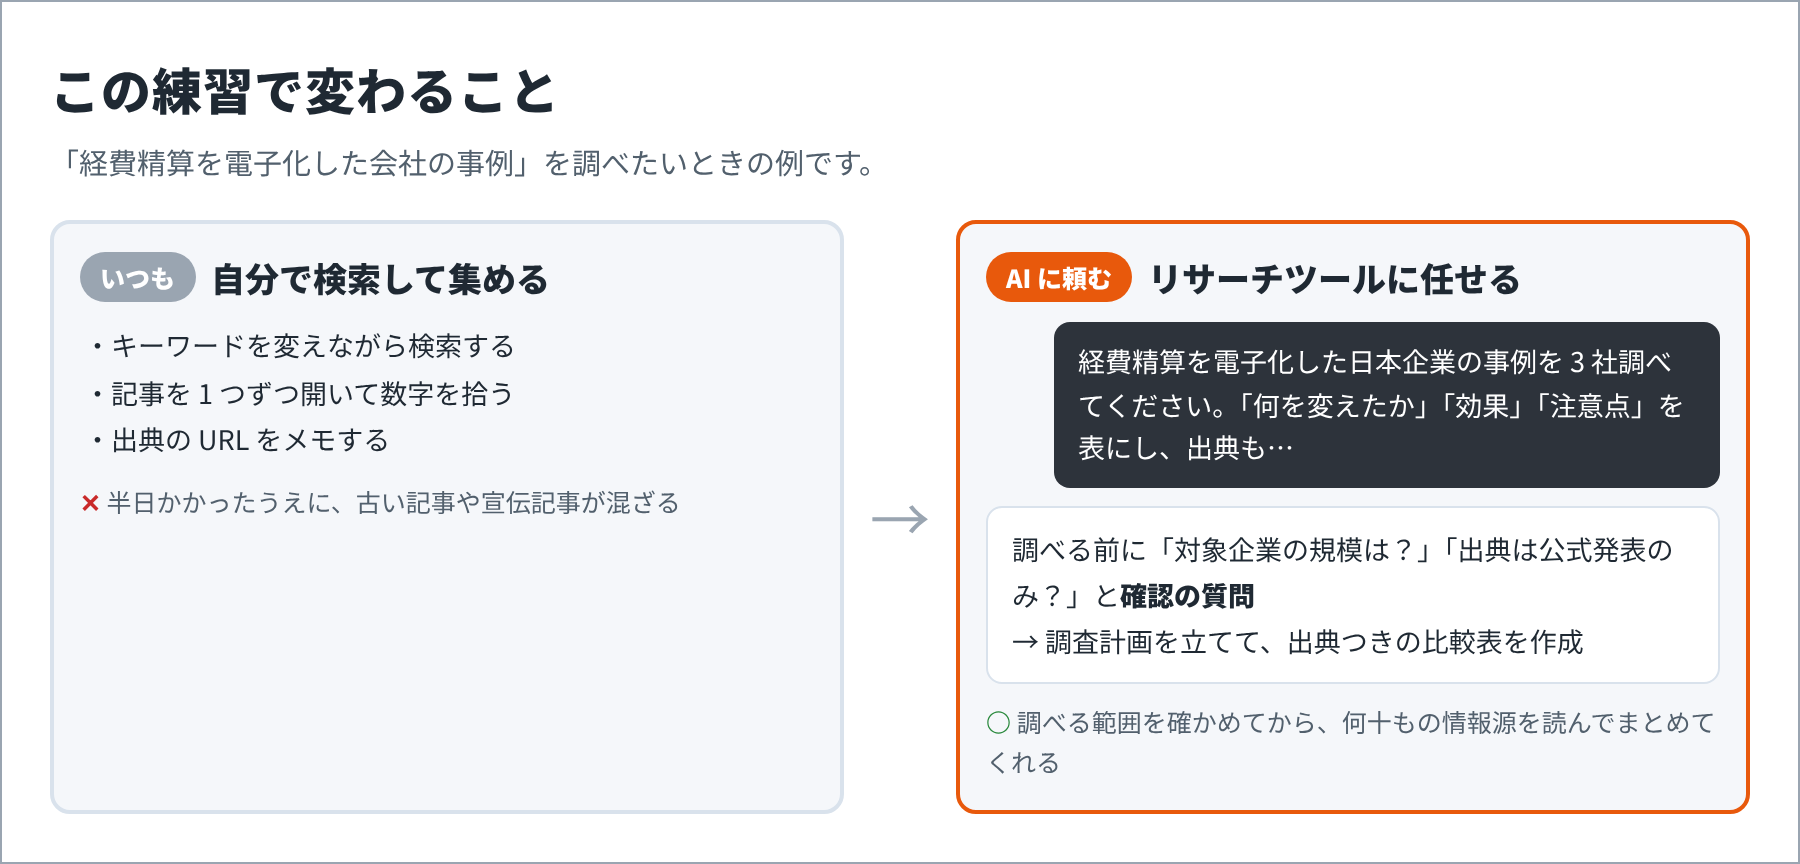 この練習で変わること
「経費精算を電子化した会社の事例」を調べたいときの例です。
いつも 自分で検索して集める
・キーワードを変えながら検索する
・記事を 1 つずつ開いて数字を拾う
・出典の URL をメモする
× 半日かかったうえに、古い記事や宣伝記事が混ざる
→
AI に頼む リサーチツールに任せる
経費精算を電子化した日本企業の事例を 3 社調べ
てください。「何を変えたか」「効果」「注意点」を
表にし、出典も…
調べる前に「対象企業の規模は？」「出典は公式発表の
み？」と確認の質問
→ 調査計画を立てて、出典つきの比較表を作成
○ 調べる範囲を確かめてから、何十もの情報源を読んでまとめて
くれる